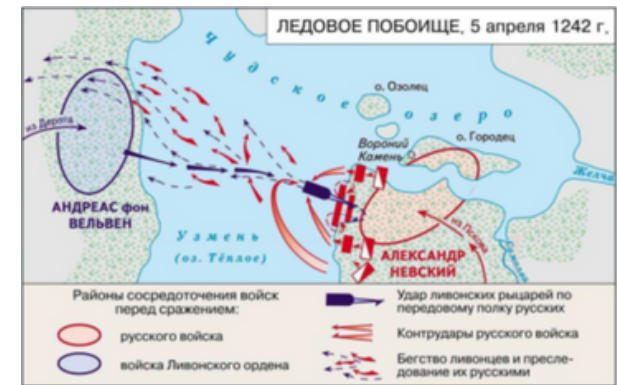 ЛЕДОВОЕ ПОБОИЩЕ, 5 апреля 1242 г.
Чудское озеро
о. Озолец
о. Городец
Вороний
Камень
Желча
из Дерпта
из Пскова
АНДРЕАС фон
ВЕЛЬВЕН
Узмень
(оз. Тёплое)
АЛЕКСАНДР
НЕВСКИЙ
Районы сосредоточения войск
перед сражением:
русского войска
войска Ливонского ордена
Удар ливонских рыцарей по
передовому полку русских
Контрудары русского войска
Бегство ливонцев и пресле-
дование их русскими